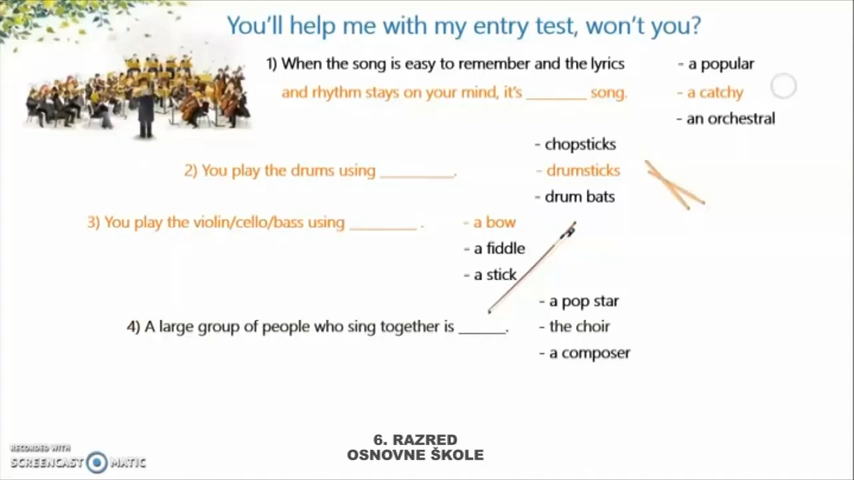 You'll help me with my entry test, won't you?
1) When the song is easy to remember and the lyrics
and rhythm stays on your mind, it's _______ song.
- a popular
- a catchy
- an orchestral
2) You play the drums using ________.
- chopsticks
- drumsticks
- drum bats
3) You play the violin/cello/bass using ________ .
- a bow
- a fiddle
- a stick
4) A large group of people who sing together is _____.
- a pop star
- the choir
- a composer
RECORDED WITH
SCREENCAST MATIC
6. RAZRED
OSNOVNE ŠKOLE